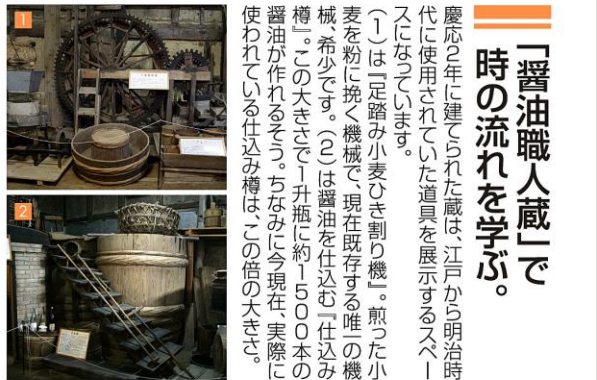 「醤油職人蔵」で
時の流れを学ぶ。
慶応2年に建てられた蔵は、江戸から明治時
代に使用されていた道具を展示するスペー
スになっています。
(1)は『足踏み小麦ひき割り機』。煎った小
麦を粉に挽く機械で、現在既存する唯一の機
械、希少です。(2)は醤油を仕込む『仕込み
樽』。この大きさで1升瓶に約1500本の
醤油が作れるそう。ちなみに今現在、実際に
使われている仕込み樽は、この倍の大きさ。
1
2